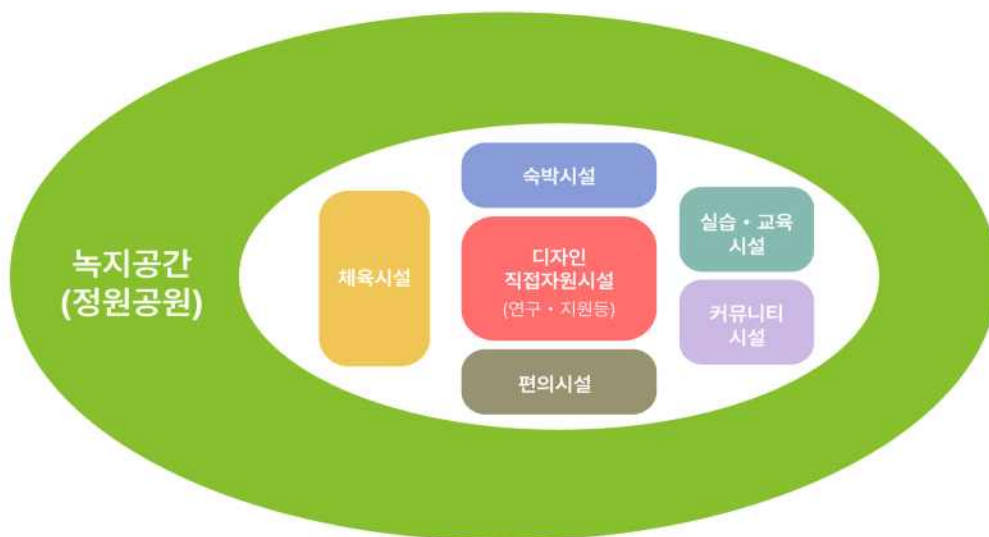 녹지공간
(정원공원)
체육시설
숙박시설
디자인
직접자원시설
(연구・지원등)
편의시설
실습・교육
시설
커뮤니티
시설